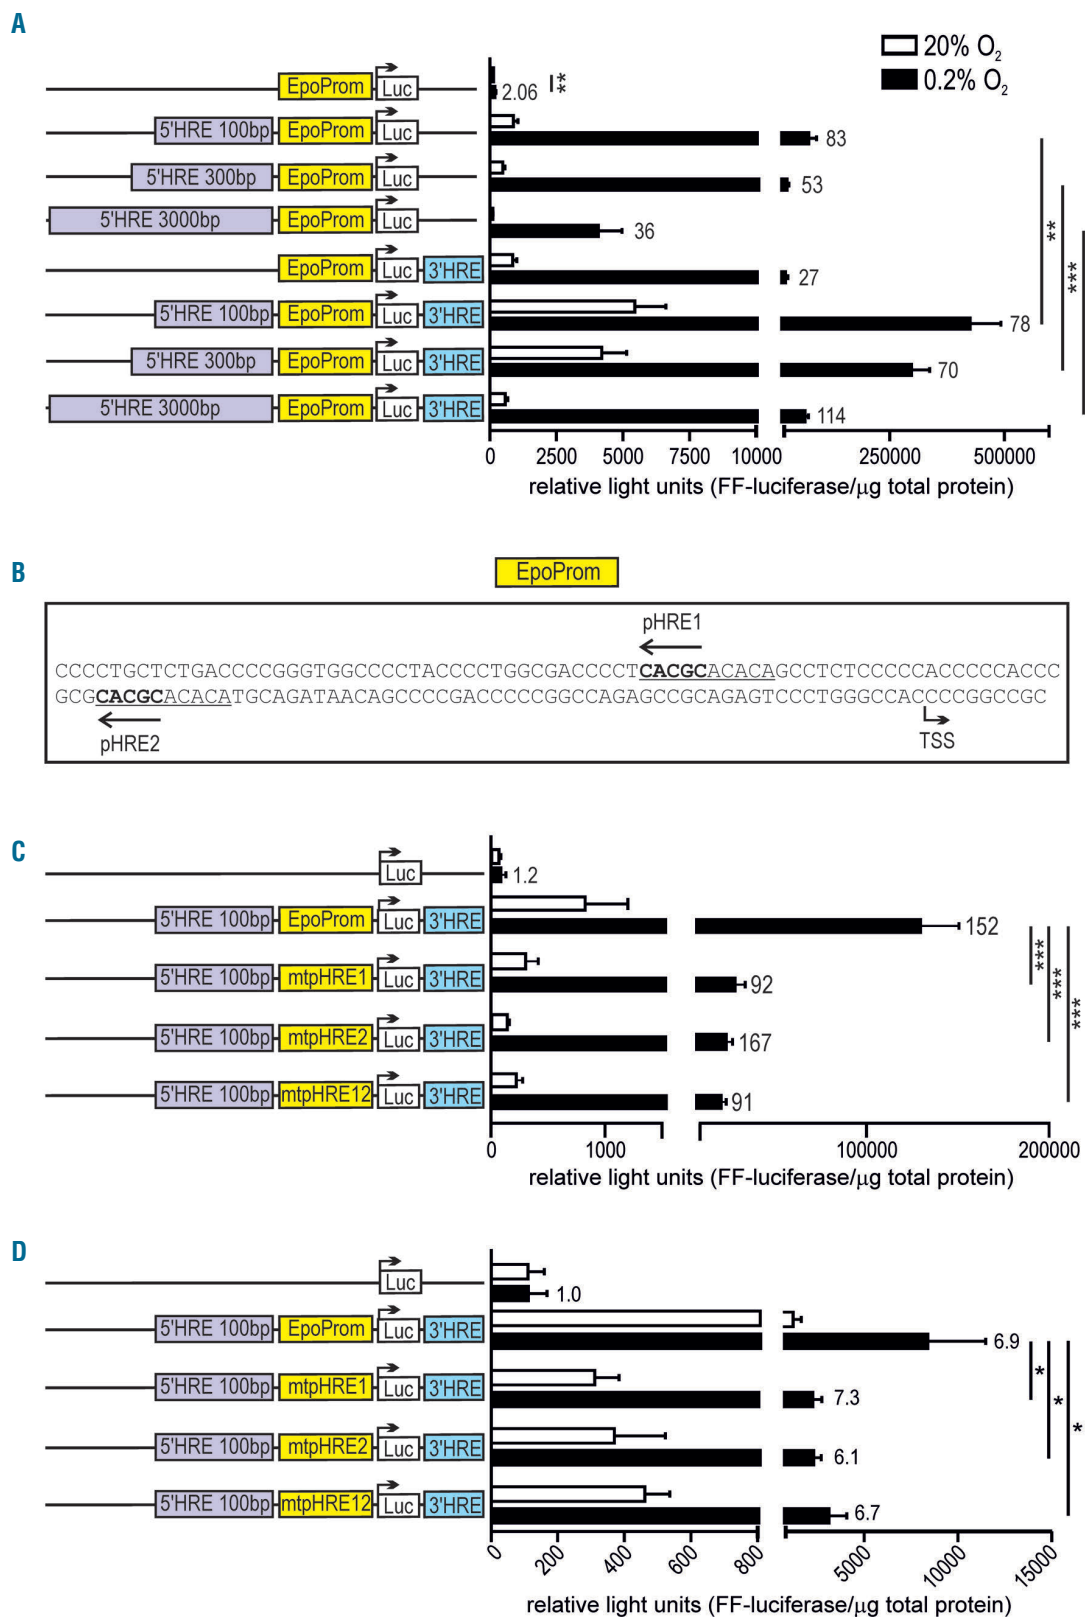 A
20% O2
0.2% O2
EpoProm Luc 2.06 **
5'HRE 100bp EpoProm Luc 83
5'HRE 300bp EpoProm Luc 53
5'HRE 3000bp EpoProm Luc 36
EpoProm Luc 3'HRE 27
5'HRE 100bp EpoProm Luc 3'HRE 78
5'HRE 300bp EpoProm Luc 3'HRE 70
5'HRE 3000bp EpoProm Luc 3'HRE 114
** *** ***
0 2500 5000 7500 10000 250000 500000
relative light units (FF-luciferase/µg total protein)
B
EpoProm
pHRE1
CCCCTGCTCTGACCCCGGGTGGCCCCTACCCCTGGCGACCCCTCACGCACACAGCCTCTCCCCCACCCCCACCC
GCGCACGCACACATGCAGATAACAGCCCCGACCCCCGGCCAGAGCCGCAGAGTCCCTGGGCCACCCCGGCCGC
pHRE2
TSS
C
Luc 1.2
5'HRE 100bp EpoProm Luc 3'HRE 152
5'HRE 100bp mtpHRE1 Luc 3'HRE 92
5'HRE 100bp mtpHRE2 Luc 3'HRE 167
5'HRE 100bp mtpHRE12 Luc 3'HRE 91
*** *** ***
0 1000 100000 200000
relative light units (FF-luciferase/µg total protein)
D
Luc 1.0
5'HRE 100bp EpoProm Luc 3'HRE 6.9
5'HRE 100bp mtpHRE1 Luc 3'HRE 7.3
5'HRE 100bp mtpHRE2 Luc 3'HRE 6.1
5'HRE 100bp mtpHRE12 Luc 3'HRE 6.7
* * *
0 200 400 600 800 5000 10000 15000
relative light units (FF-luciferase/µg total protein)